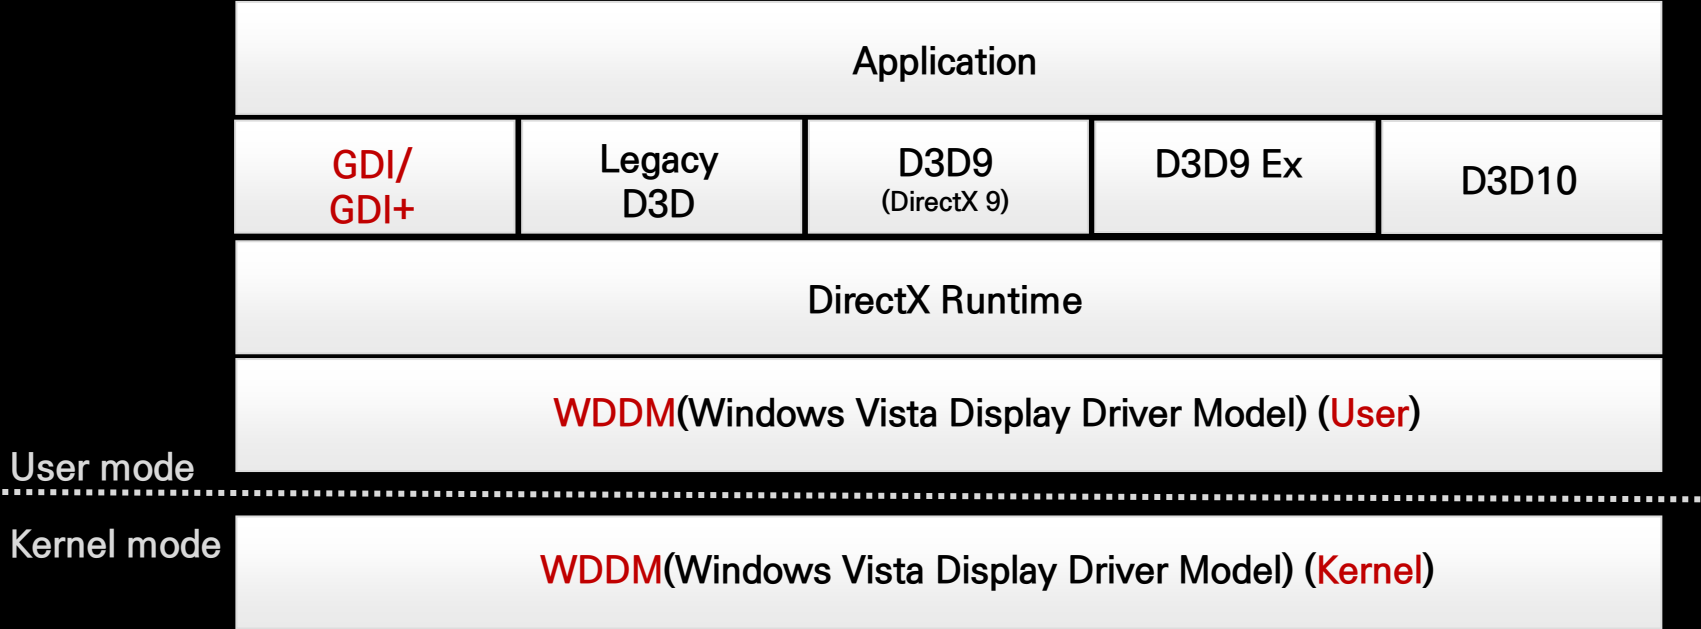 Application
GDI/
GDI+
Legacy
D3D
D3D9
(DirectX 9)
D3D9 Ex
D3D10
DirectX Runtime
WDDM(Windows Vista Display Driver Model) (User)
User mode
Kernel mode
WDDM(Windows Vista Display Driver Model) (Kernel)